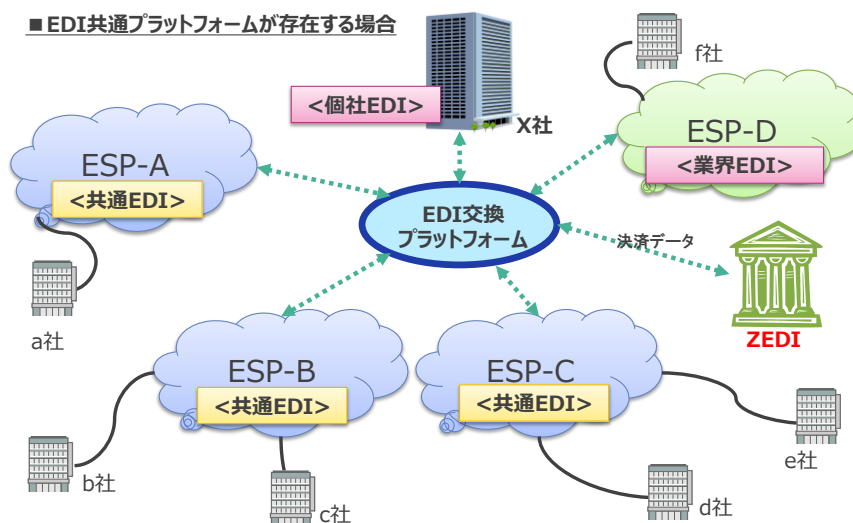 ■EDI共通プラットフォームが存在する場合
f社
<個社EDI>
X社
ESP-D
<業界EDI>
ESP-A
<共通EDI>
EDI交換
プラットフォーム
決済データ
ZEDI
a社
ESP-B
<共通EDI>
ESP-C
<共通EDI>
b社
c社
d社
e社